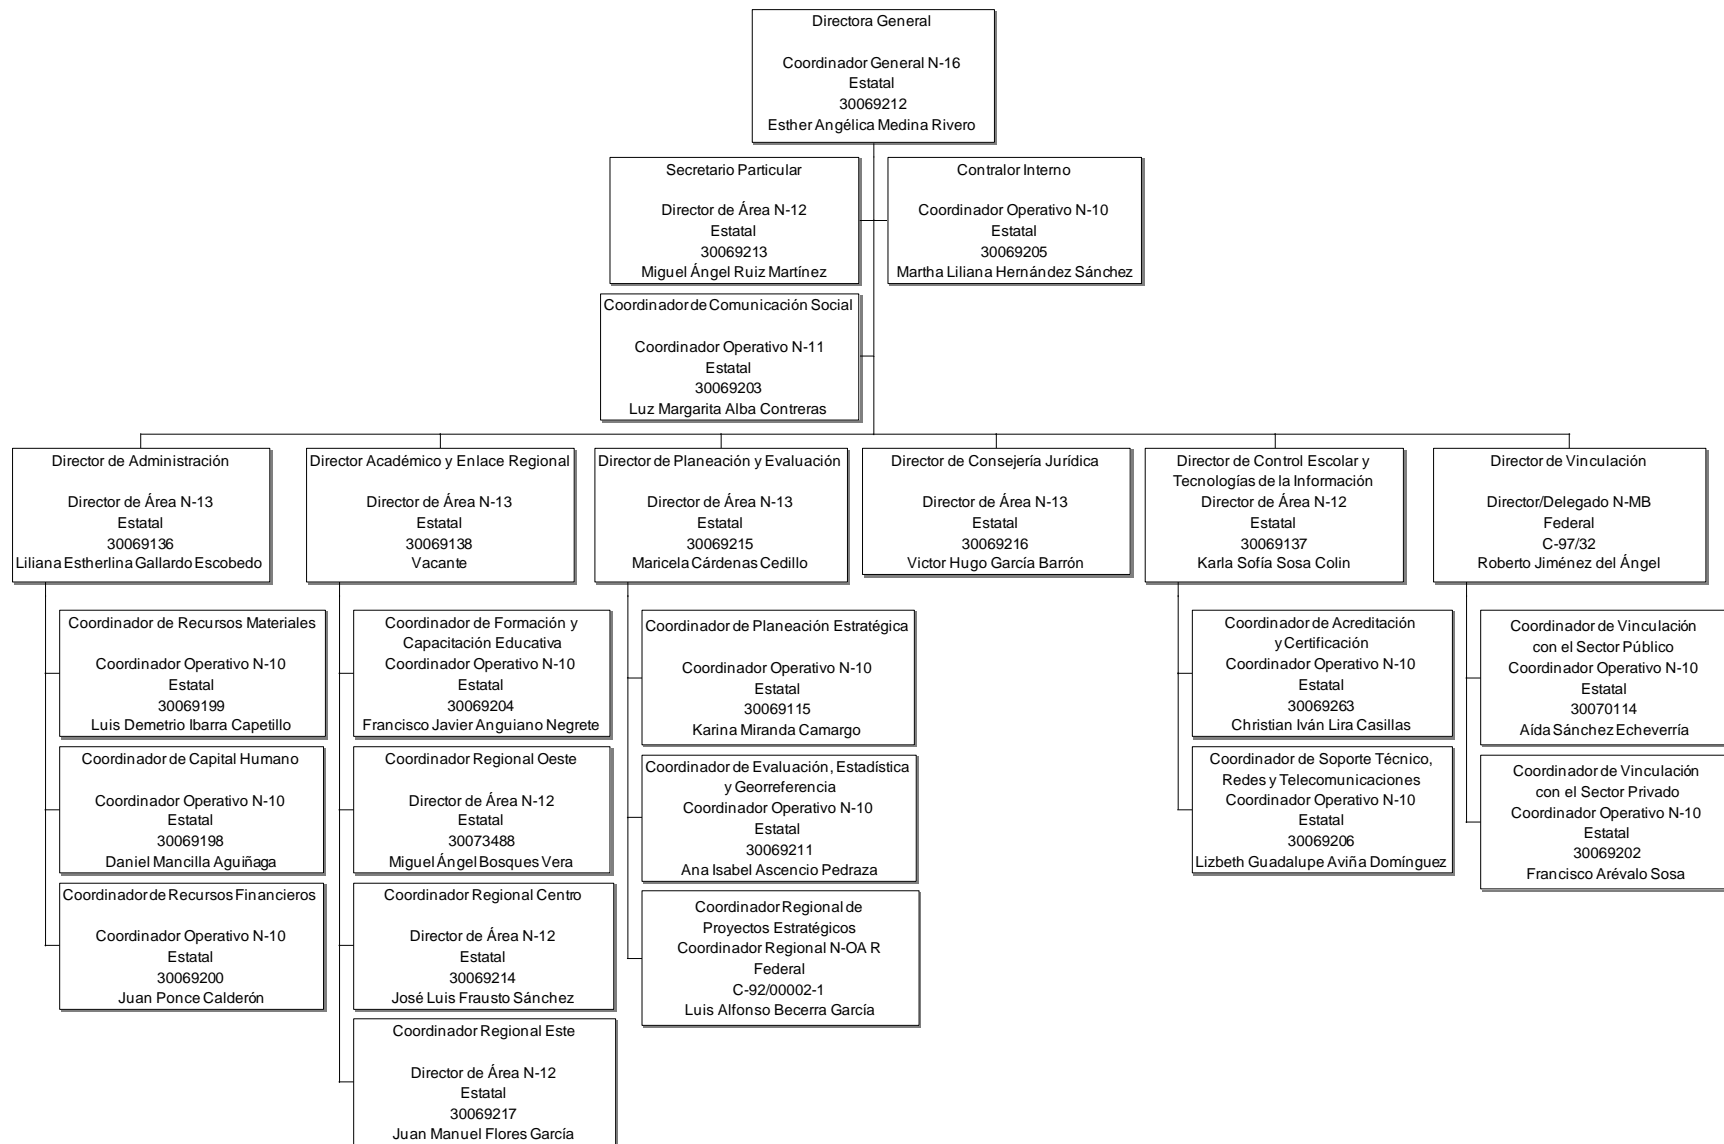 Directora General
Coordinador General N-16
Estatal
30069212
Esther Angélica Medina Rivero
Secretario Particular
Director de Área N-12
Estatal
30069213
Miguel Ángel Ruiz Martínez
Contralor Interno
Coordinador Operativo N-10
Estatal
30069205
Martha Liliana Hernández Sánchez
Coordinador de Comunicación Social
Coordinador Operativo N-11
Estatal
30069203
Luz Margarita Alba Contreras
Director de Administración
Director de Área N-13
Estatal
30069136
Liliana Estherlina Gallardo Escobedo
Director Académico y Enlace Regional
Director de Área N-13
Estatal
30069138
Vacante
Director de Planeación y Evaluación
Director de Área N-13
Estatal
30069215
Maricela Cárdenas Cedillo
Director de Consejería Jurídica
Director de Área N-13
Estatal
30069216
Victor Hugo García Barrón
Director de Control Escolar y
Tecnologías de la Información
Director de Área N-12
Estatal
30069137
Karla Sofía Sosa Colin
Director de Vinculación
Director/Delegado N-MB
Federal
C-97/32
Roberto Jiménez del Ángel
Coordinador de Recursos Materiales
Coordinador Operativo N-10
Estatal
30069199
Luis Demetrio Ibarra Capetillo
Coordinador de Capital Humano
Coordinador Operativo N-10
Estatal
30069198
Daniel Mancilla Aguiñaga
Coordinador de Recursos Financieros
Coordinador Operativo N-10
Estatal
30069200
Juan Ponce Calderón
Coordinador de Formación y
Capacitación Educativa
Coordinador Operativo N-10
Estatal
30069204
Francisco Javier Anguiano Negrete
Coordinador Regional Oeste
Director de Área N-12
Estatal
30073488
Miguel Ángel Bosques Vera
Coordinador Regional Centro
Director de Área N-12
Estatal
30069214
José Luis Frausto Sánchez
Coordinador Regional Este
Director de Área N-12
Estatal
30069217
Juan Manuel Flores García
Coordinador de Planeación Estratégica
Coordinador Operativo N-10
Estatal
30069115
Karina Miranda Camargo
Coordinador de Evaluación, Estadística
y Georreferencia
Coordinador Operativo N-10
Estatal
30069211
Ana Isabel Ascencio Pedraza
Coordinador Regional de
Proyectos Estratégicos
Coordinador Regional N-OA R
Federal
C-92/00002-1
Luis Alfonso Becerra García
Coordinador de Acreditación
y Certificación
Coordinador Operativo N-10
Estatal
30069263
Christian Iván Lira Casillas
Coordinador de Soporte Técnico,
Redes y Telecomunicaciones
Coordinador Operativo N-10
Estatal
30069206
Lizbeth Guadalupe Aviña Domínguez
Coordinador de Vinculación
con el Sector Público
Coordinador Operativo N-10
Estatal
30070114
Aída Sánchez Echeverría
Coordinador de Vinculación
con el Sector Privado
Coordinador Operativo N-10
Estatal
30069202
Francisco Arévalo Sosa